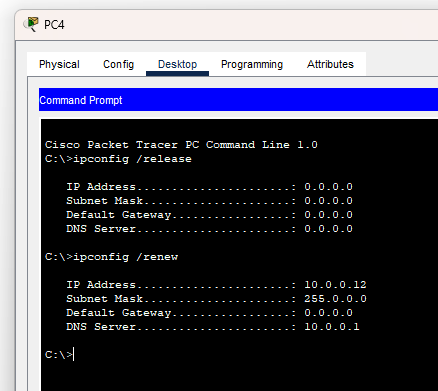 PC4
Physical Config Desktop Programming Attributes
Command Prompt
Cisco Packet Tracer PC Command Line 1.0
C:\>ipconfig /release
IP Address......................: 0.0.0.0
Subnet Mask.....................: 0.0.0.0
Default Gateway.................: 0.0.0.0
DNS Server......................: 0.0.0.0
C:\>ipconfig /renew
IP Address......................: 10.0.0.12
Subnet Mask.....................: 255.0.0.0
Default Gateway.................: 0.0.0.0
DNS Server......................: 10.0.0.1
C:\>